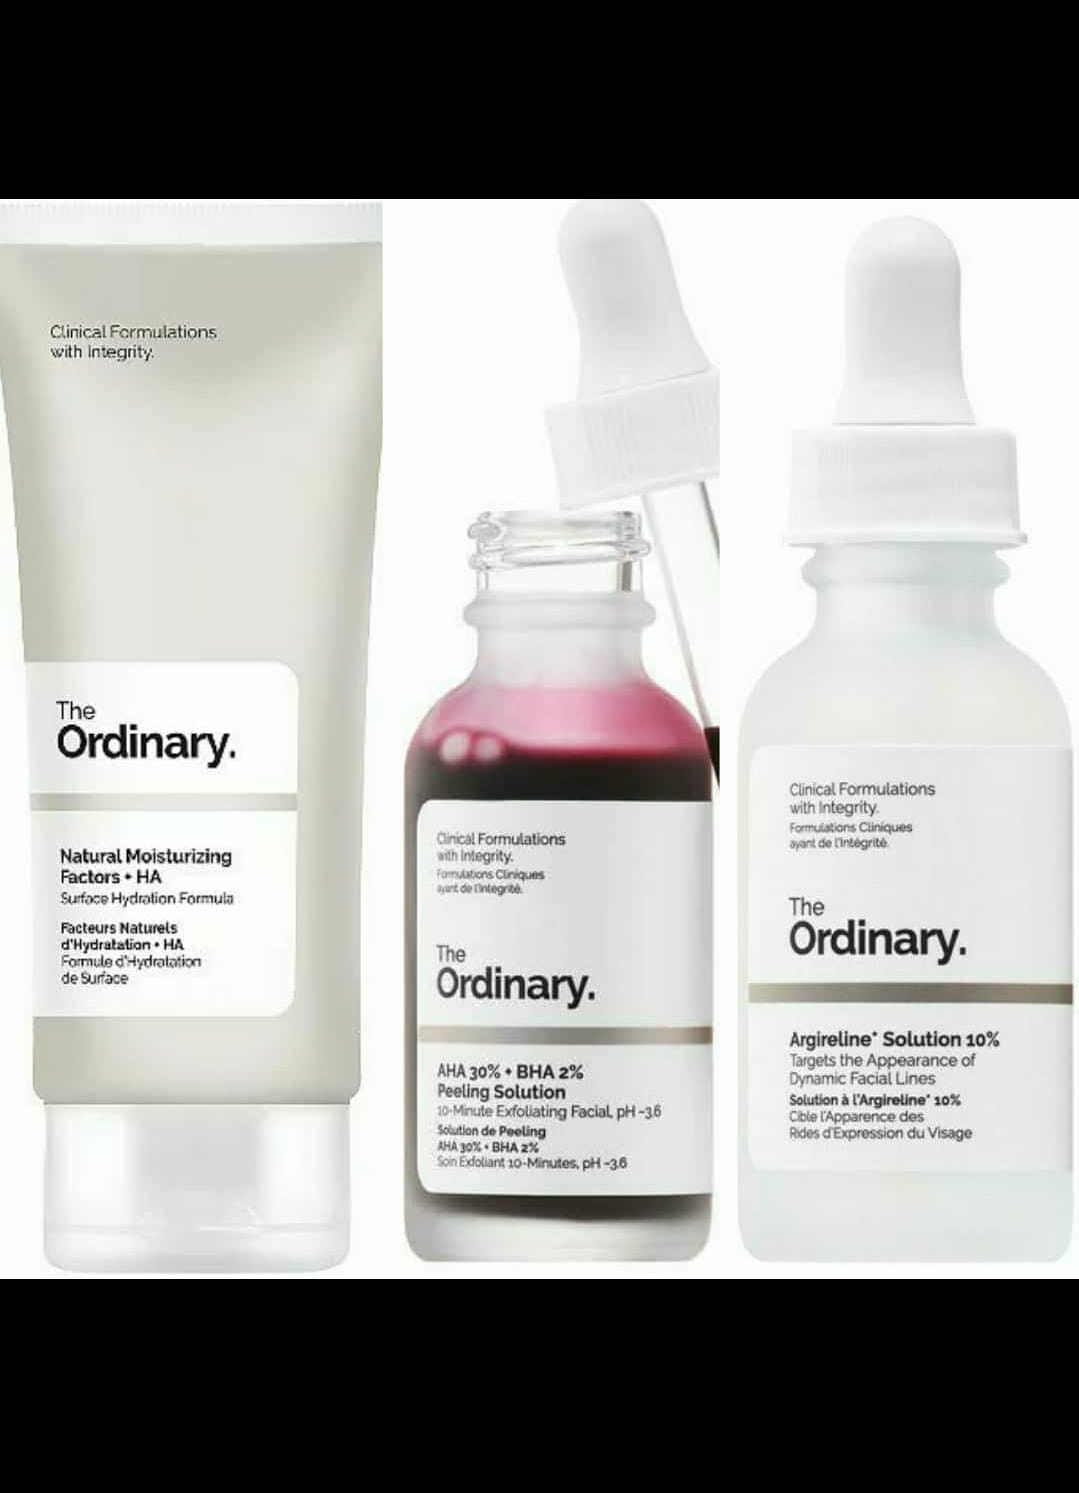 Clinical Formulations
with Integrity.
The
Ordinary.
Natural Moisturizing
Factors + HA
Surface Hydration Formula
Facteurs Naturels
d'Hydratation + HA
Formule d'Hydratation
de Surface
Clinical Formulations
with Integrity.
Formulations Cliniques
ayant de l'Intégrité.
The
Ordinary.
AHA 30% + BHA 2%
Peeling Solution
10-Minute Exfoliating Facial, pH ~3.6
Solution de Peeling
AHA 30% + BHA 2%
Soin Exfoliant 10-Minutes, pH ~3.6
Clinical Formulations
with Integrity.
Formulations Cliniques
ayant de l'Intégrité.
The
Ordinary.
Argireline* Solution 10%
Targets the Appearance of
Dynamic Facial Lines
Solution à l'Argireline* 10%
Cible l'Apparence des
Rides d'Expression du Visage